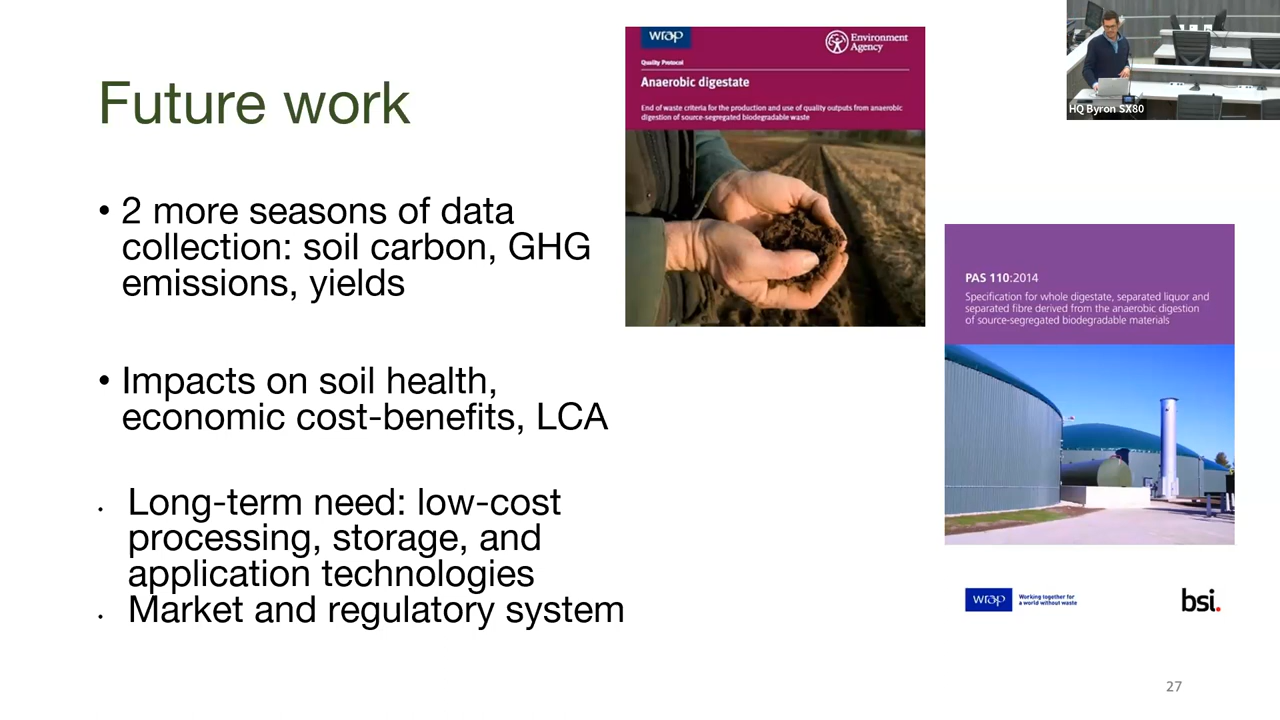 Future work
• 2 more seasons of data
collection: soil carbon, GHG
emissions, yields
• Impacts on soil health,
economic cost-benefits, LCA
• Long-term need: low-cost
processing, storage, and
application technologies
• Market and regulatory system
wrap
Environment
Agency
Quality Protocol
Anaerobic digestate
End of waste criteria for the production and use of quality outputs from anaerobic
digestion of source-segregated biodegradable waste
HQ Byron SX80
PAS 110:2014
Specification for whole digestate, separated liquor and
separated fibre derived from the anaerobic digestion
of source-segregated biodegradable materials
wrap
Working together for
a world without waste
bsi.
27